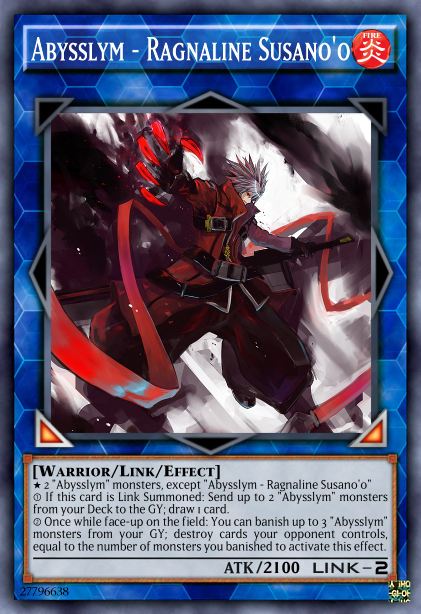 Abysslym - Ragnaline Susano'o
FIRE
炎
[Warrior/Link/Effect]
★ 2 "Abysslym" monsters, except "Abysslym - Ragnaline Susano'o"
① If this card is Link Summoned: Send up to 2 "Abysslym" monsters
from your Deck to the GY; draw 1 card.
② Once while face-up on the field: You can banish up to 3 "Abysslym"
monsters from your GY; destroy cards your opponent controls,
equal to the number of monsters you banished to activate this effect.
ATK/2100 LINK-2
27796638